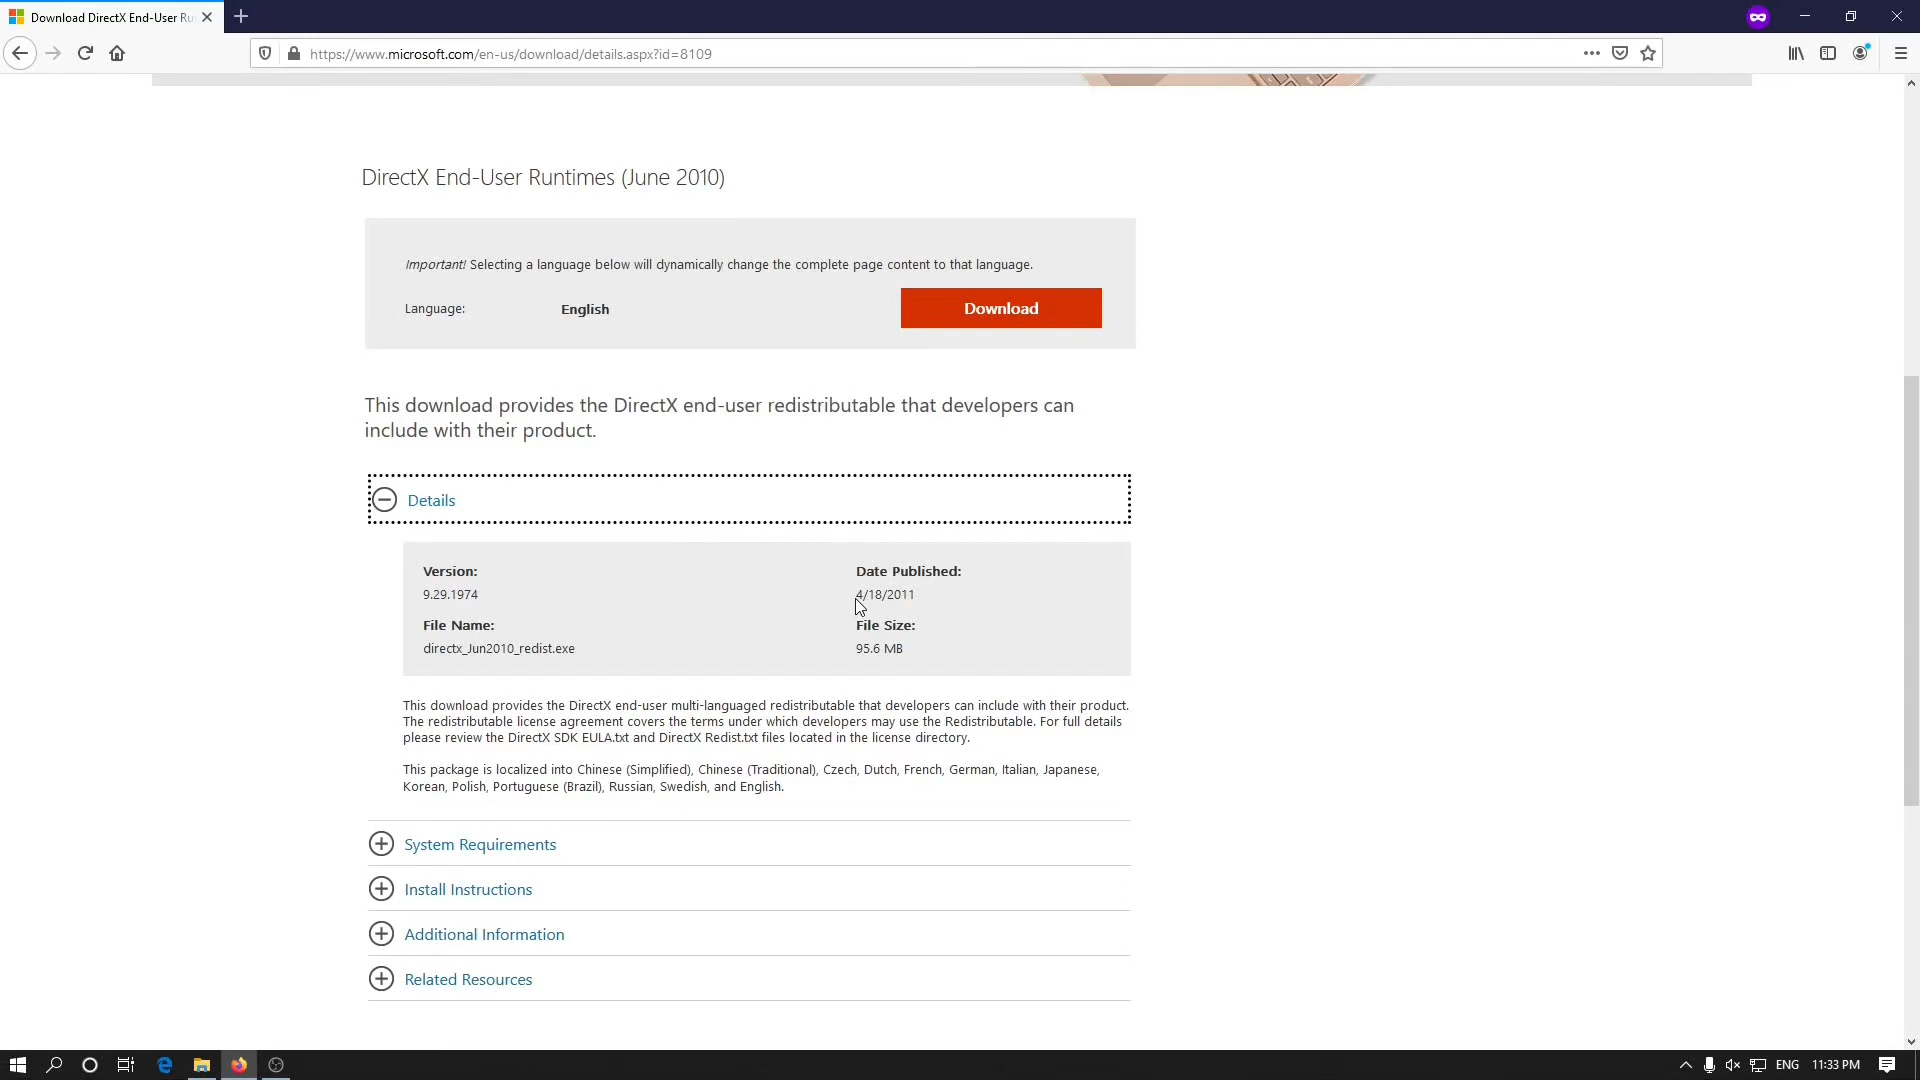 Download DirectX End-User Ru
https://www.microsoft.com/en-us/download/details.aspx?id=8109
DirectX End-User Runtimes (June 2010)
Important! Selecting a language below will dynamically change the complete page content to that language.
Language: English Download
This download provides the DirectX end-user redistributable that developers can
include with their product.
Details
Version: Date Published:
9.29.1974 4/18/2011
File Name: File Size:
directx_Jun2010_redist.exe 95.6 MB
This download provides the DirectX end-user multi-languaged redistributable that developers can include with their product.
The redistributable license agreement covers the terms under which developers may use the Redistributable. For full details
please review the DirectX SDK EULA.txt and DirectX Redist.txt files located in the license directory.
This package is localized into Chinese (Simplified), Chinese (Traditional), Czech, Dutch, French, German, Italian, Japanese,
Korean, Polish, Portuguese (Brazil), Russian, Swedish, and English.
System Requirements
Install Instructions
Additional Information
Related Resources
ENG 11:33 PM